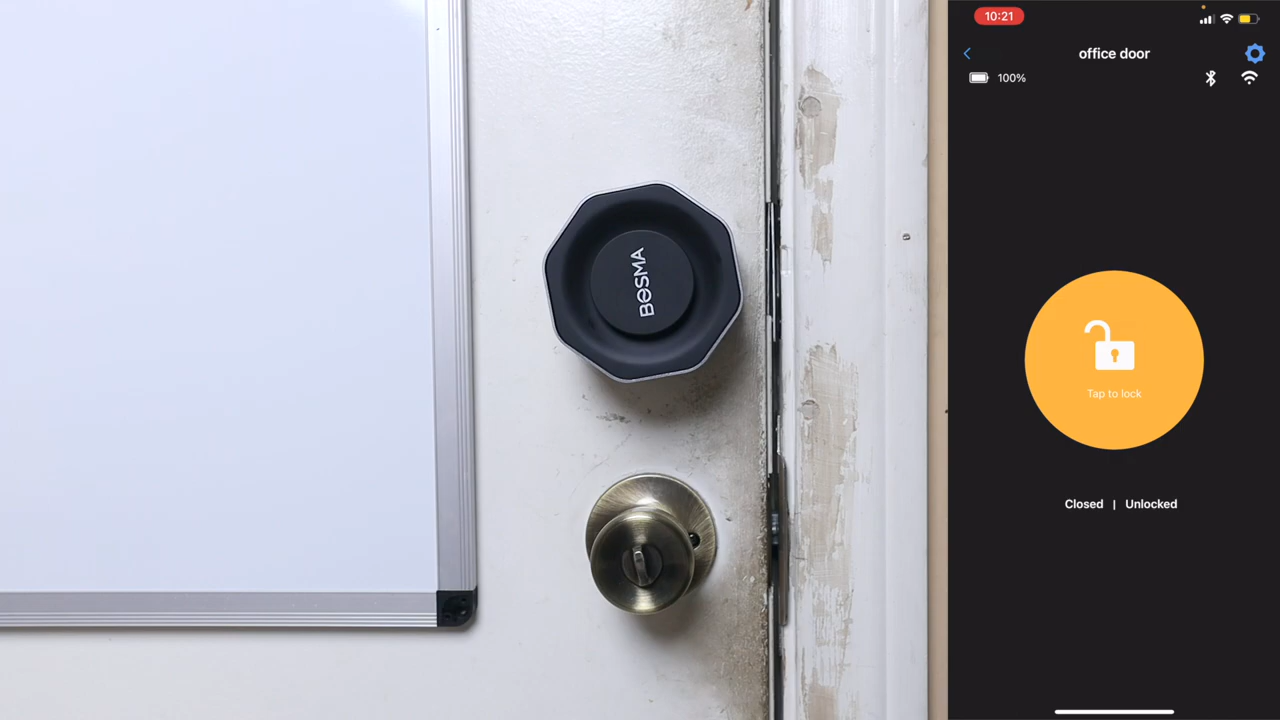 BOSMA
10:21
office door
100%
Tap to lock
Closed | Unlocked